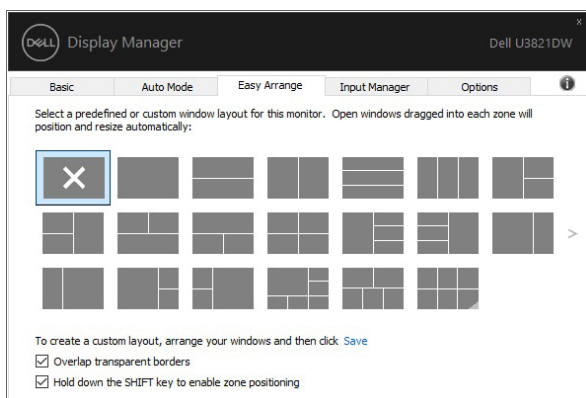 x
DELL Display Manager Dell U3821DW
Basic Auto Mode Easy Arrange Input Manager Options
Select a predefined or custom window layout for this monitor. Open windows dragged into each zone will
position and resize automatically:
>
To create a custom layout, arrange your windows and then click Save
Overlap transparent borders
Hold down the SHIFT key to enable zone positioning